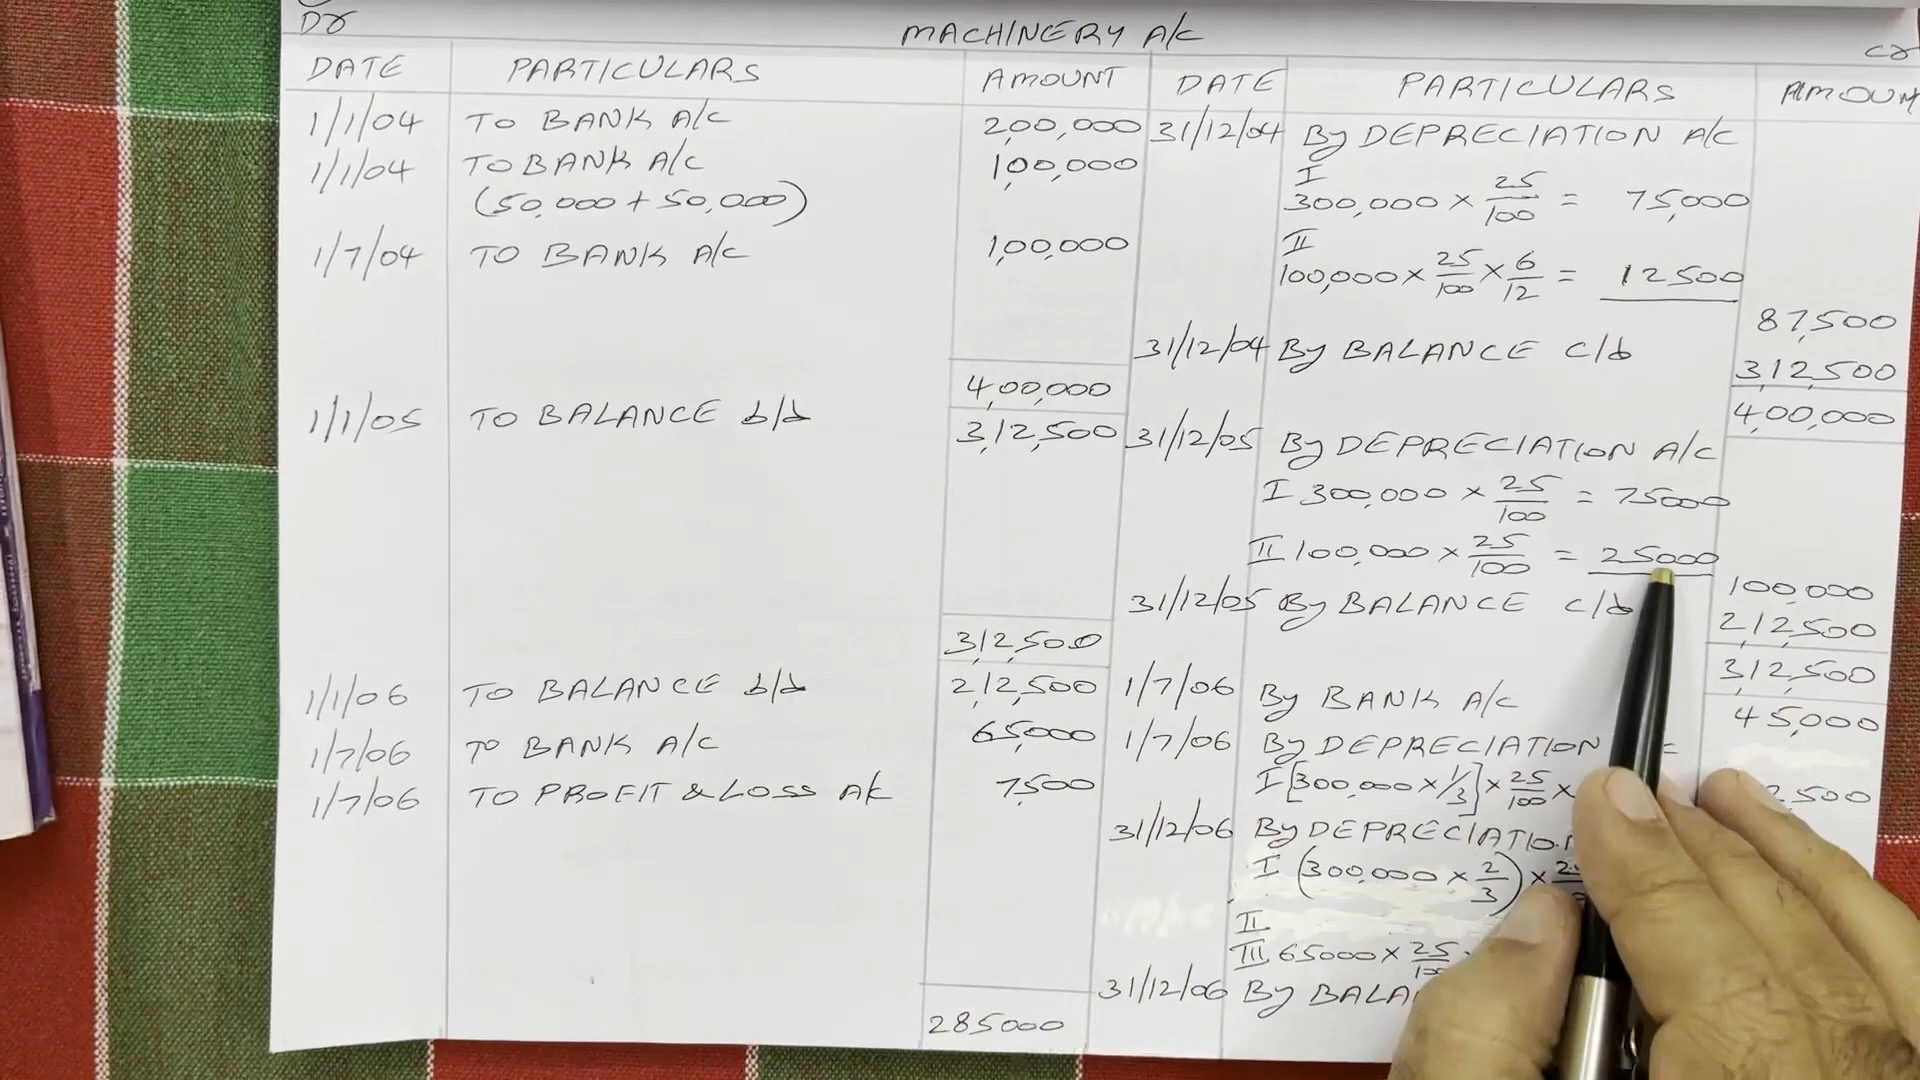 Dr
MACHINERY A/c
Cr
DATE PARTICULARS AMOUNT DATE PARTICULARS AMOUNT
1/1/04 TO BANK A/c 200,000 31/12/04 By DEPRECIATION A/c
1/1/04 TO BANK A/c 1,00,000 I
(50,000 + 50,000) 300,000 × 25/100 = 75,000
1/7/04 TO BANK A/c 1,00,000 II
100,000 × 25/100 × 6/12 = 12500
87,500
31/12/04 By BALANCE c/d 3,12,500
4,00,000 4,00,000
1/1/05 TO BALANCE b/d 3,12,500 31/12/05 By DEPRECIATION A/c
I 300,000 × 25/100 = 75000
II 100,000 × 25/100 = 25000
100,000
31/12/05 By BALANCE c/d 2,12,500
3,12,500 3,12,500
1/1/06 TO BALANCE b/d 2,12,500 1/7/06 By BANK A/c 45,000
1/7/06 TO BANK A/c 65,000 1/7/06 By DEPRECIATION
1/7/06 TO PROFIT & LOSS A/c 7,500 I [300,000 × 1/3] × 25/100 ×
31/12/06 By DEPRECIATION
I (300,000 × 2/3) ×
II
III 65000 × 25/100
31/12/06 By
285000